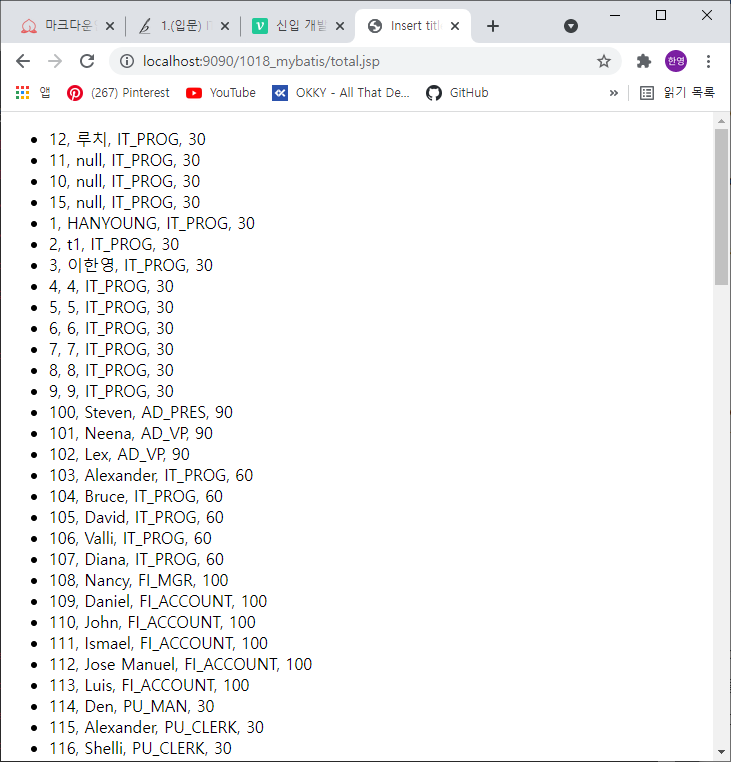 마크다운
1.(입문)
신입 개발
Insert title
localhost:9090/1018_mybatis/total.jsp
한영
앱 (267) Pinterest YouTube OKKY - All That De... GitHub » 읽기 목록
12, 루치, IT_PROG, 30
11, null, IT_PROG, 30
10, null, IT_PROG, 30
15, null, IT_PROG, 30
1, HANYOUNG, IT_PROG, 30
2, t1, IT_PROG, 30
3, 이한영, IT_PROG, 30
4, 4, IT_PROG, 30
5, 5, IT_PROG, 30
6, 6, IT_PROG, 30
7, 7, IT_PROG, 30
8, 8, IT_PROG, 30
9, 9, IT_PROG, 30
100, Steven, AD_PRES, 90
101, Neena, AD_VP, 90
102, Lex, AD_VP, 90
103, Alexander, IT_PROG, 60
104, Bruce, IT_PROG, 60
105, David, IT_PROG, 60
106, Valli, IT_PROG, 60
107, Diana, IT_PROG, 60
108, Nancy, FI_MGR, 100
109, Daniel, FI_ACCOUNT, 100
110, John, FI_ACCOUNT, 100
111, Ismael, FI_ACCOUNT, 100
112, Jose Manuel, FI_ACCOUNT, 100
113, Luis, FI_ACCOUNT, 100
114, Den, PU_MAN, 30
115, Alexander, PU_CLERK, 30
116, Shelli, PU_CLERK, 30